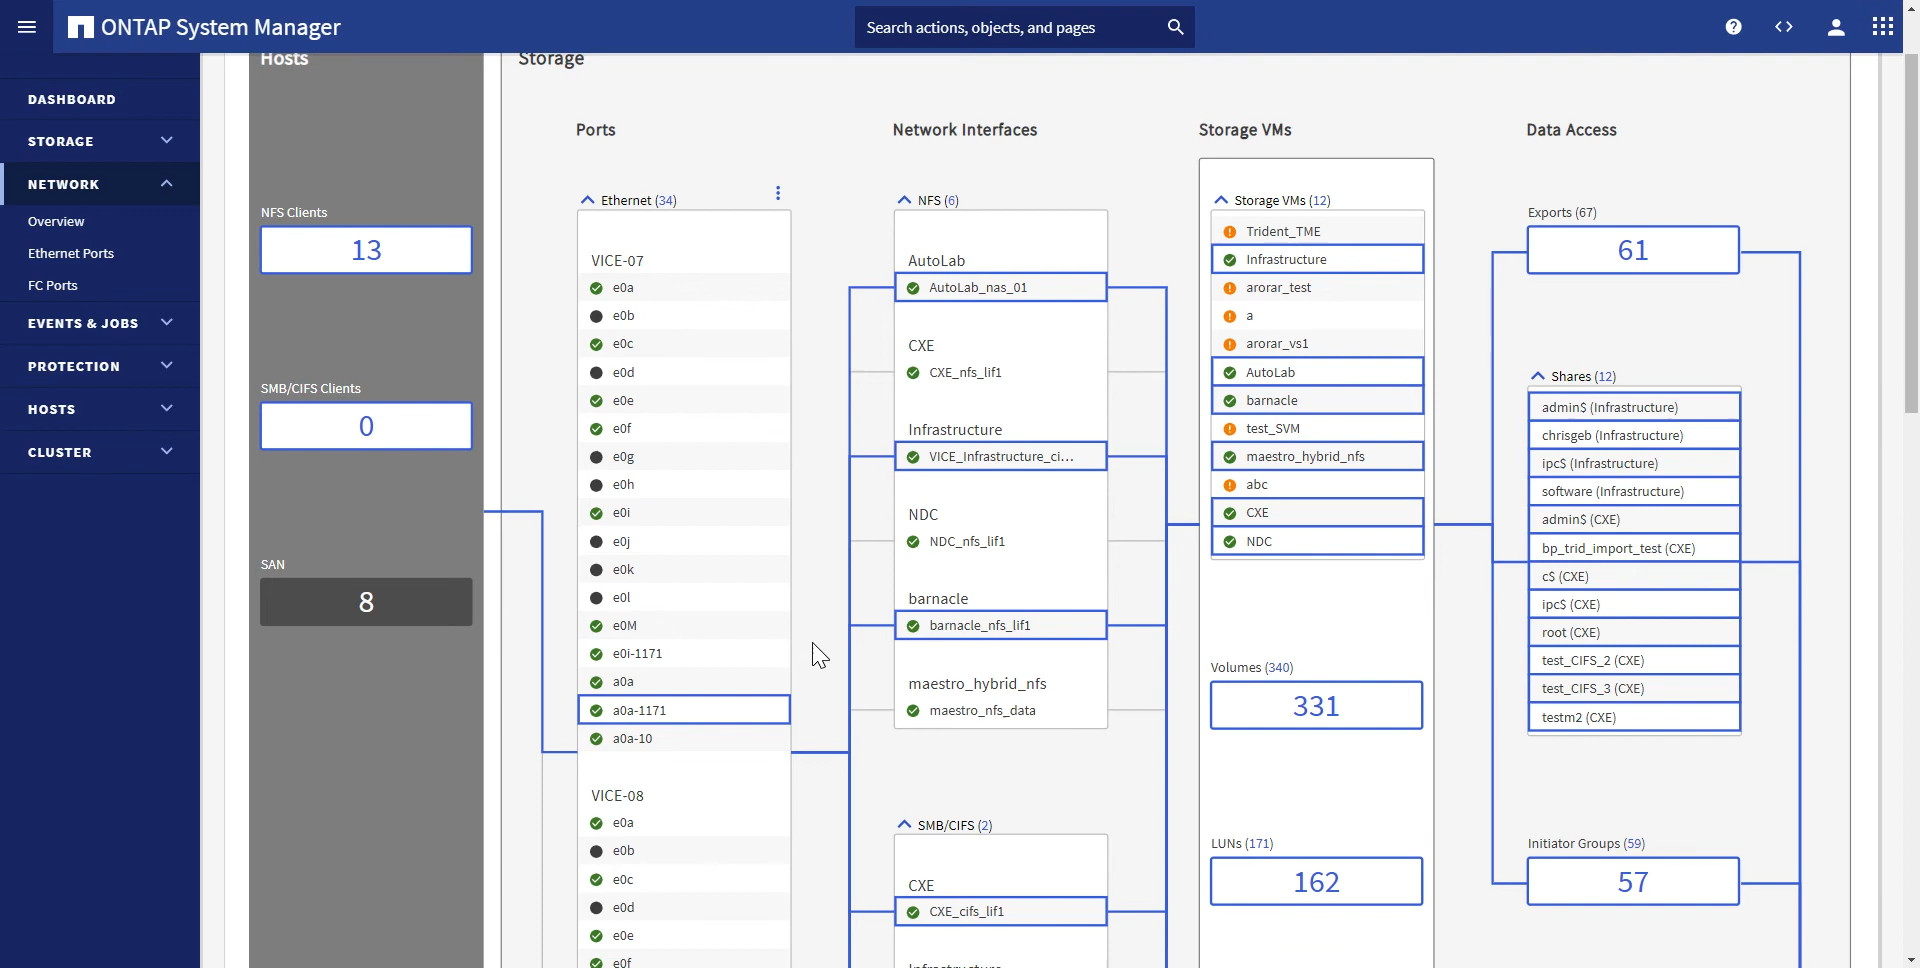 ONTAP System Manager
Search actions, objects, and pages
DASHBOARD
STORAGE
NETWORK
Overview
Ethernet Ports
FC Ports
EVENTS & JOBS
PROTECTION
HOSTS
CLUSTER
Hosts
NFS Clients
13
SMB/CIFS Clients
0
SAN
8
Storage
Ports
Ethernet (34)
VICE-07
e0a
e0b
e0c
e0d
e0e
e0f
e0g
e0h
e0i
e0j
e0k
e0l
e0M
e0i-1171
a0a
a0a-1171
a0a-10
VICE-08
e0a
e0b
e0c
e0d
e0e
e0f
Network Interfaces
NFS (6)
AutoLab
AutoLab_nas_01
CXE
CXE_nfs_lif1
Infrastructure
VICE_Infrastructure_ci...
NDC
NDC_nfs_lif1
barnacle
barnacle_nfs_lif1
maestro_hybrid_nfs
maestro_nfs_data
SMB/CIFS (2)
CXE
CXE_cifs_lif1
Infrastructure
Storage VMs
Storage VMs (12)
Trident_TME
Infrastructure
arorar_test
a
arorar_vs1
AutoLab
barnacle
test_SVM
maestro_hybrid_nfs
abc
CXE
NDC
Volumes (340)
331
LUNs (171)
162
Data Access
Exports (67)
61
Shares (12)
admin$ (Infrastructure)
chrisgeb (Infrastructure)
ipc$ (Infrastructure)
software (Infrastructure)
admin$ (CXE)
bp_trid_import_test (CXE)
c$ (CXE)
ipc$ (CXE)
root (CXE)
test_CIFS_2 (CXE)
test_CIFS_3 (CXE)
testm2 (CXE)
Initiator Groups (59)
57